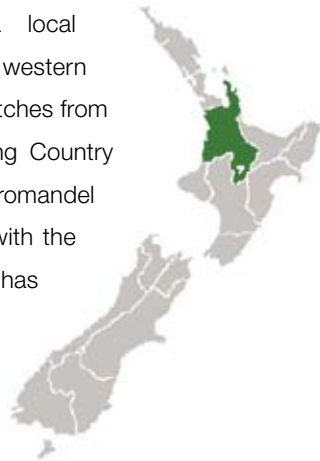 local
western
tches from
ng Country
romandel
with the
has